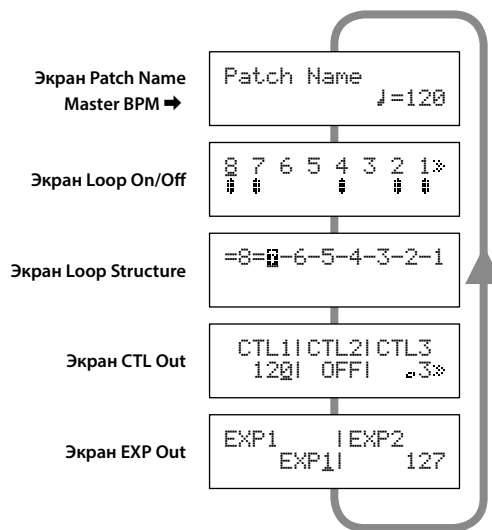 Экран Patch Name
Master BPM ➡
Patch Name
♩=120
Экран Loop On/Off
8 7 6 5 4 3 2 1»
Экран Loop Structure
=8=7-6-5-4-3-2-1
Экран CTL Out
CTL1|CTL2|CTL3
120| OFF| 3»
Экран EXP Out
EXP1 |EXP2
EXP1| 127